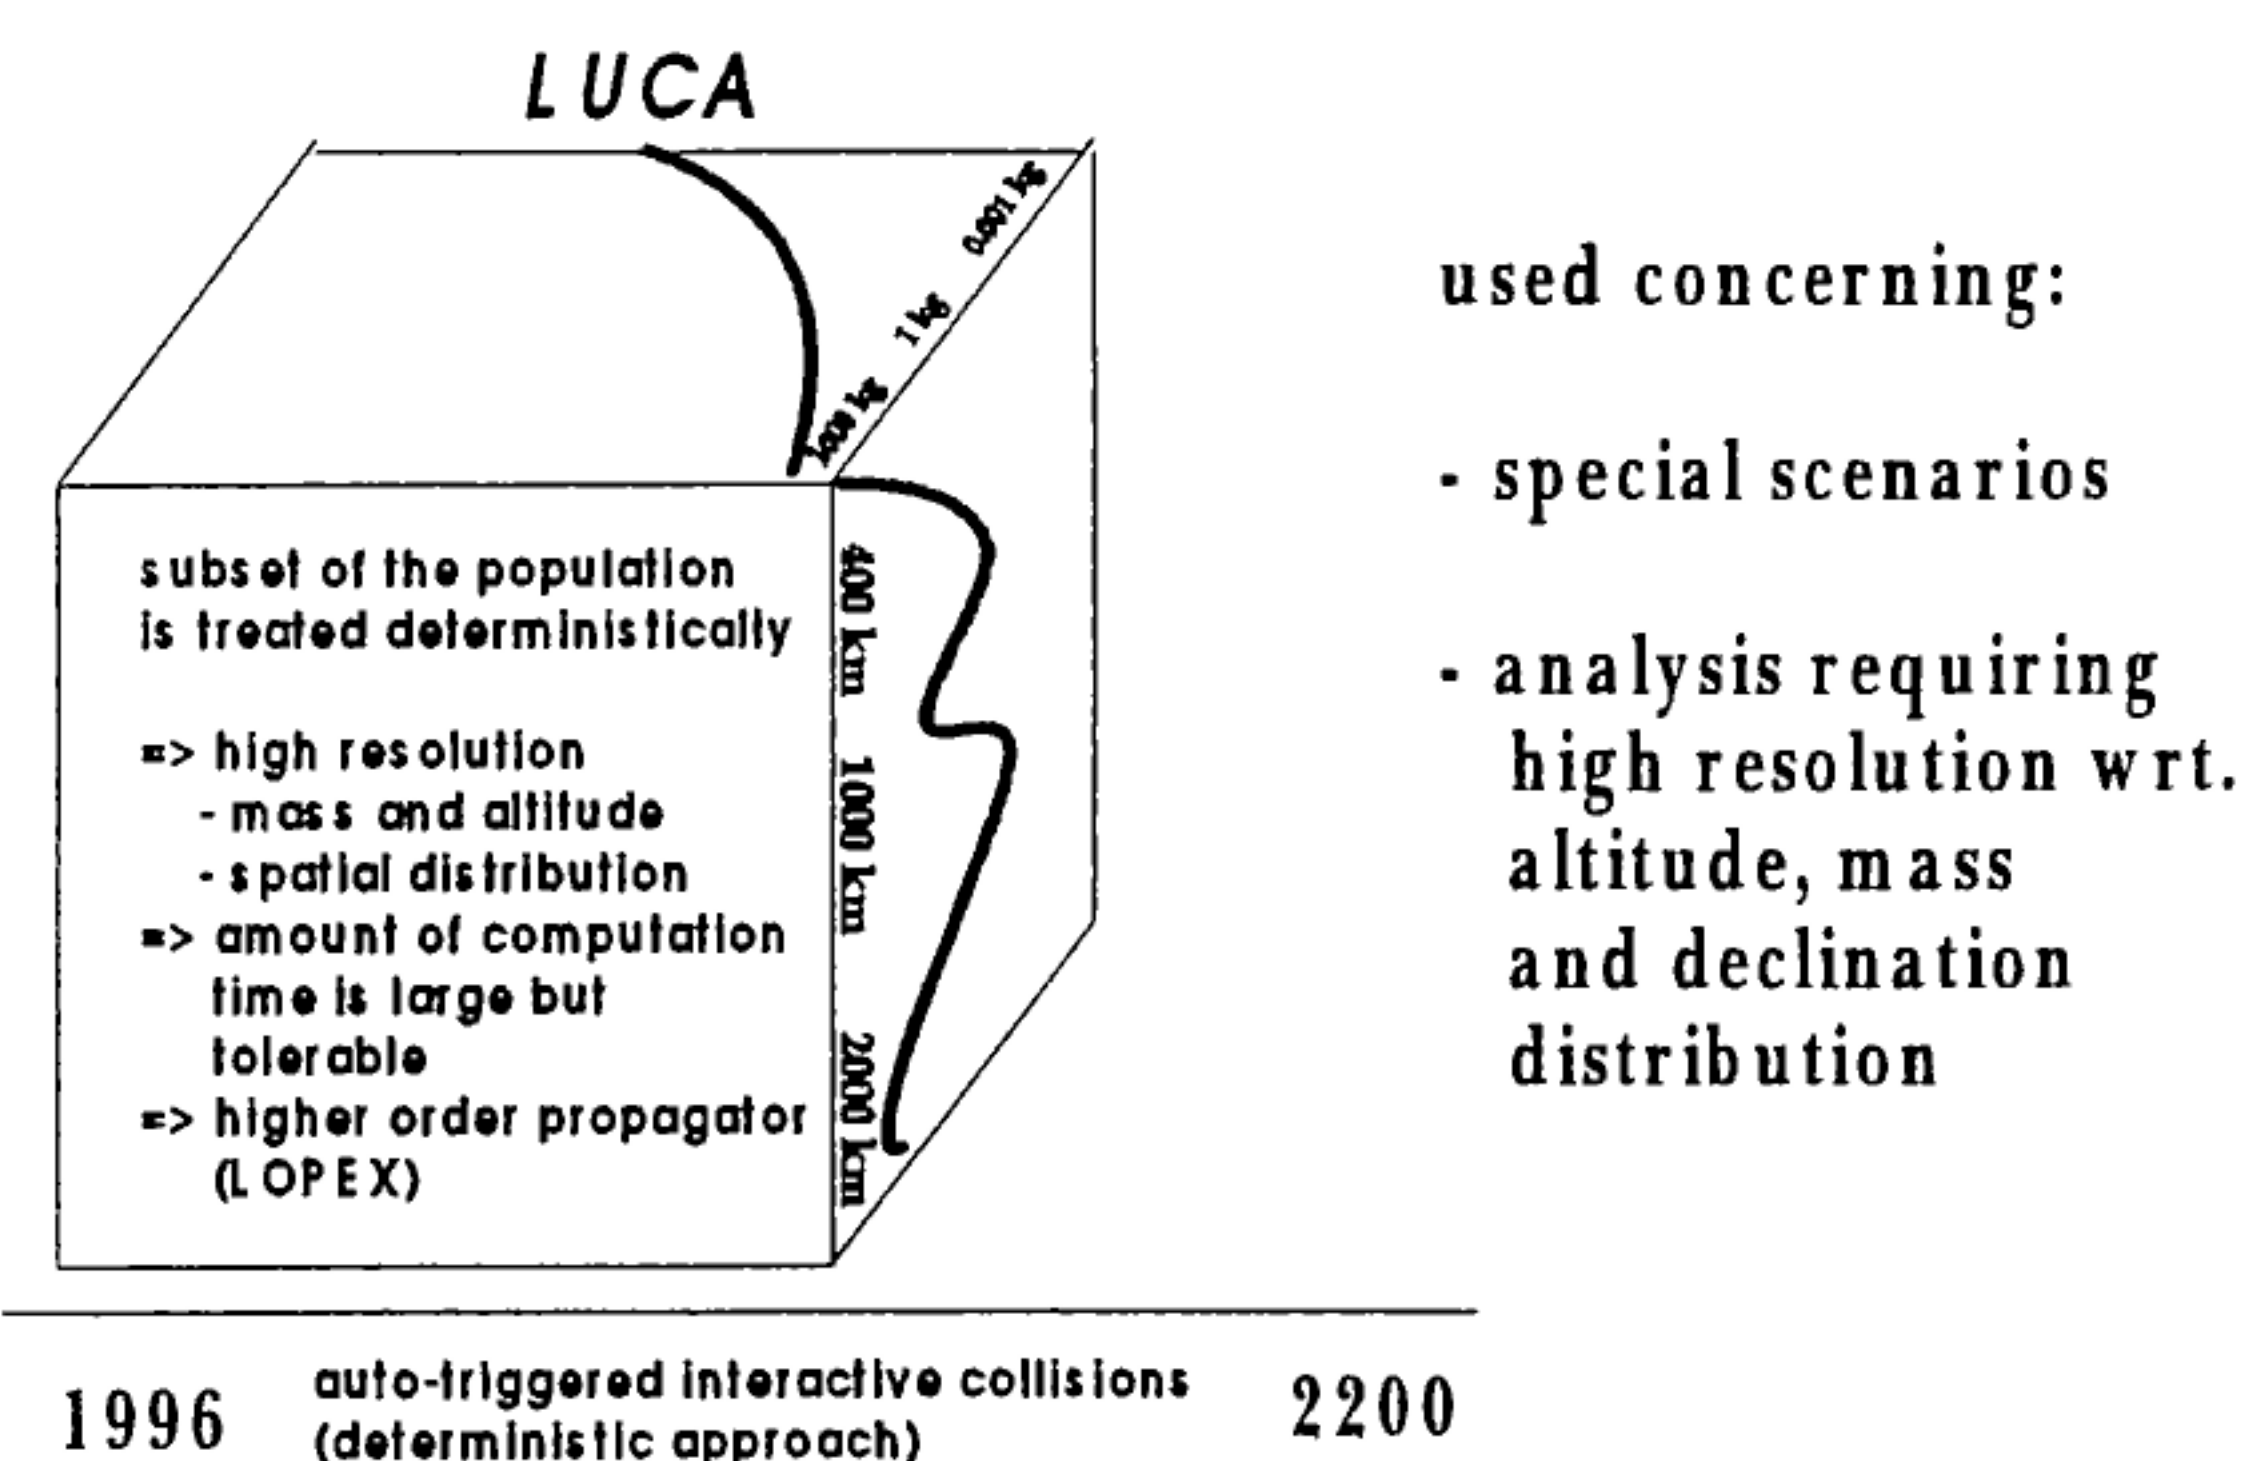 LUCA
0.001 kg
1 kg
1000 kg
subset of the population
is treated deterministically
=> high resolution
- mass and altitude
- spatial distribution
=> amount of computation
time is large but
tolerable
=> higher order propagator
(LOPEX)
400 km
1000 km
2000 km
used concerning:
- special scenarios
- analysis requiring
high resolution wrt.
altitude, mass
and declination
distribution
1996
auto-triggered interactive collisions
(deterministic approach)
2200